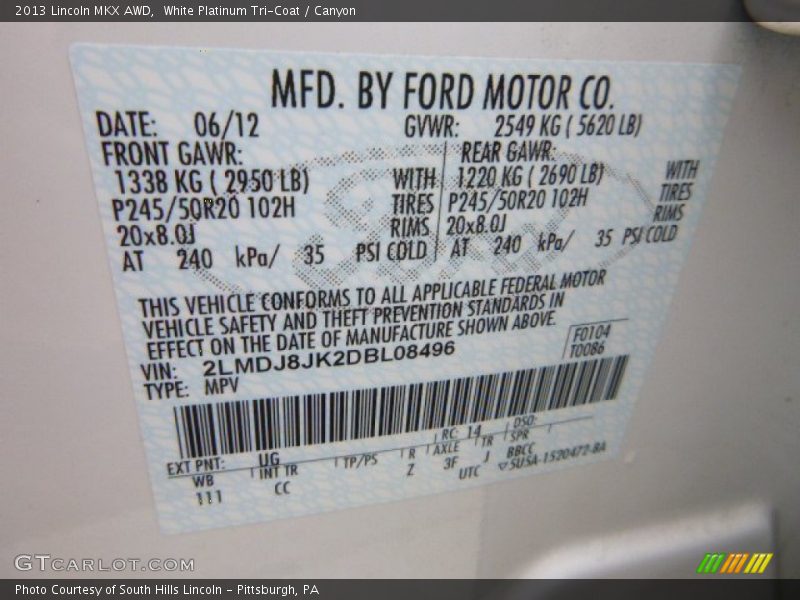 2013 Lincoln MKX AWD,  White Platinum Tri-Coat / Canyon
MFD. BY FORD MOTOR CO.
DATE: 06/12 GVWR: 2549 KG ( 5620 LB)
FRONT GAWR: REAR GAWR:
1338 KG ( 2950 LB) WITH 1220 KG ( 2690 LB) WITH
P245/50R20 102H TIRES P245/50R20 102H TIRES
20x8.0J RIMS 20x8.0J RIMS
AT 240 kPa/ 35 PSI COLD AT 240 kPa/ 35 PSI COLD
THIS VEHICLE CONFORMS TO ALL APPLICABLE FEDERAL MOTOR
VEHICLE SAFETY AND THEFT PREVENTION STANDARDS IN
EFFECT ON THE DATE OF MANUFACTURE SHOWN ABOVE.
VIN: 2LMDJ8JK2DBL08496 F0104
TYPE: MPV T0086
EXT PNT: UG RC: 14 DSO:
WB INT TR TP/PS R AXLE TR SPR
111 CC Z 3F J BBCC
UTC SU5A-1520472-BA
GTCARLOT.COM
Photo Courtesy of South Hills Lincoln - Pittsburgh, PA